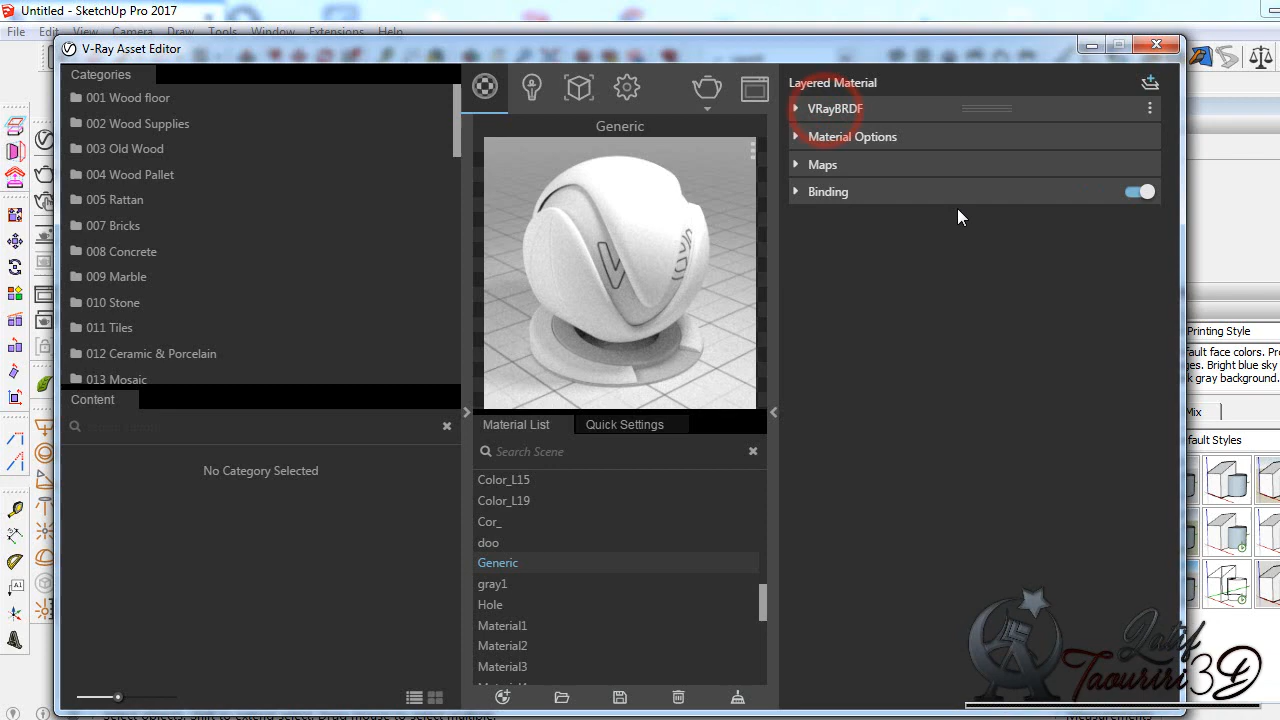 Untitled - SketchUp Pro 2017
File Edit View Camera Draw Tools Window Extensions Help
V-Ray Asset Editor
Categories
001 Wood floor
002 Wood Supplies
003 Old Wood
004 Wood Pallet
005 Rattan
007 Bricks
008 Concrete
009 Marble
010 Stone
011 Tiles
012 Ceramic & Porcelain
013 Mosaic
Content
No Category Selected
Generic
Material List
Quick Settings
Search Scene
Color_L15
Color_L19
Cor_
doo
Generic
gray1
Hole
Material1
Material2
Material3
Layered Material
VRayBRDF
Material Options
Maps
Binding
Printing Style
fault face colors. Pro
ges. Bright blue sky
k gray background.
Mix
fault Styles
Latif
Taouriri3D